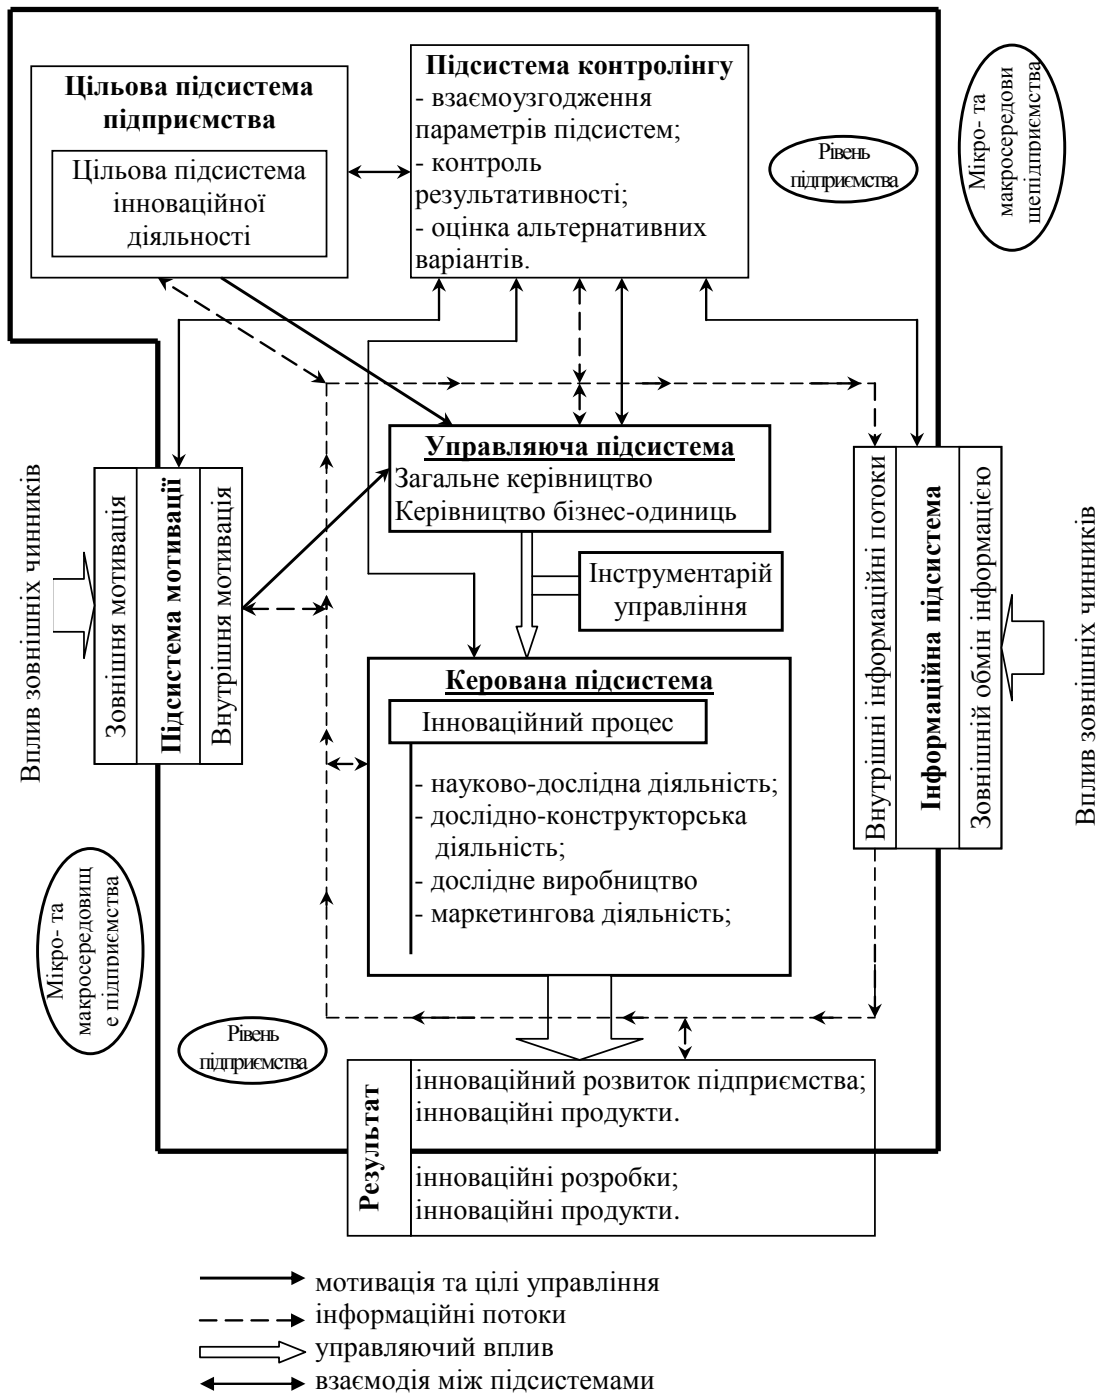 Цільова підсистема
підприємства
Цільова підсистема
інноваційної
діяльності
Підсистема контролінгу
- взаємоузгодження
параметрів підсистем;
- контроль
результативності;
- оцінка альтернативних
варіантів.
Рівень
підприємства
Мікро- та
макросередови
щепідприємства
Управляюча підсистема
Загальне керівництво
Керівництво бізнес-одиниць
Інструментарій
управління
Вплив зовнішніх чинників
Зовнішня мотивація
Підсистема мотивації
Внутрішня мотивація
Внутрішні інформаційні потоки
Інформаційна підсистема
Зовнішній обмін інформацією
Вплив зовнішніх чинників
Керована підсистема
Інноваційний процес
- науково-дослідна діяльність;
- дослідно-конструкторська
діяльність;
- дослідне виробництво
- маркетингова діяльність;
Мікро- та
макросередовищ
е підприємства
Рівень
підприємства
Результат
інноваційний розвиток підприємства;
інноваційні продукти.
інноваційні розробки;
інноваційні продукти.
мотивація та цілі управління
інформаційні потоки
управляючий вплив
взаємодія між підсистемами